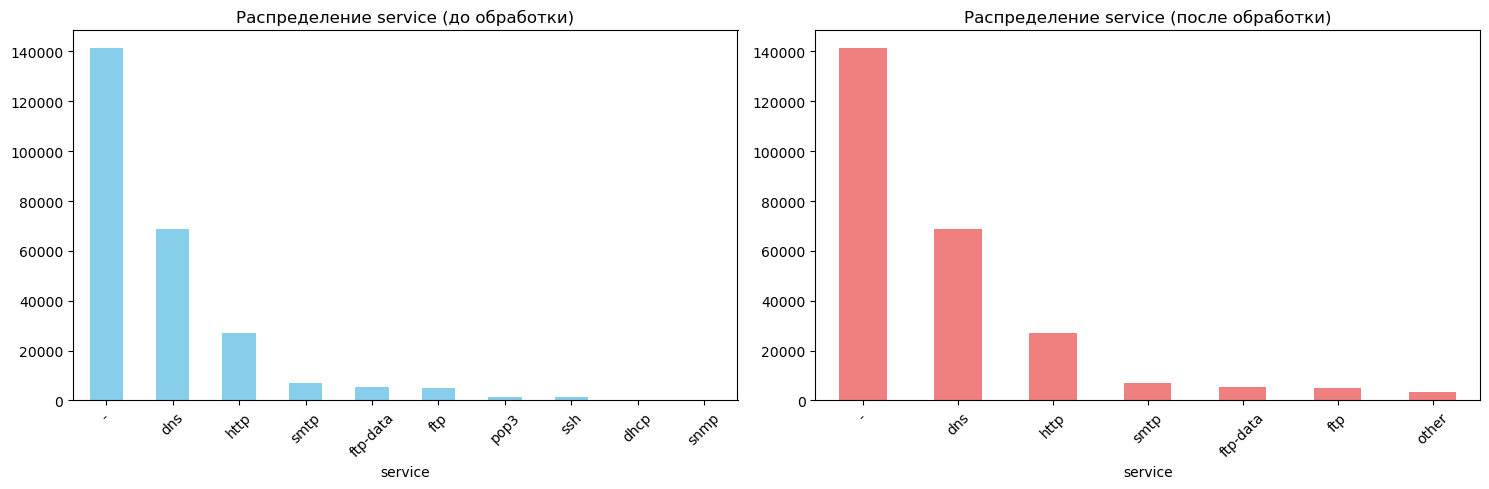 Распределение service (до обработки)
140000
120000
100000
80000
60000
40000
20000
0
-
dns
http
smtp
ftp-data
ftp
pop3
ssh
dhcp
snmp
service
Распределение service (после обработки)
140000
120000
100000
80000
60000
40000
20000
0
-
dns
http
smtp
ftp-data
ftp
other
service